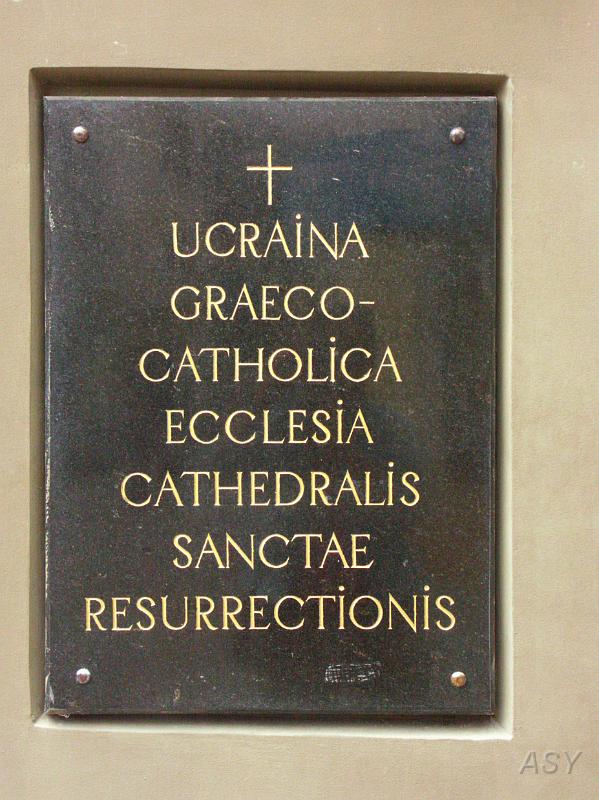 UCRAiNA
GRAECO-
CATHOLiCA
ECCLESiA
CATHEDRALiS
SANCTAE
RESURRECTiONiS
ASY